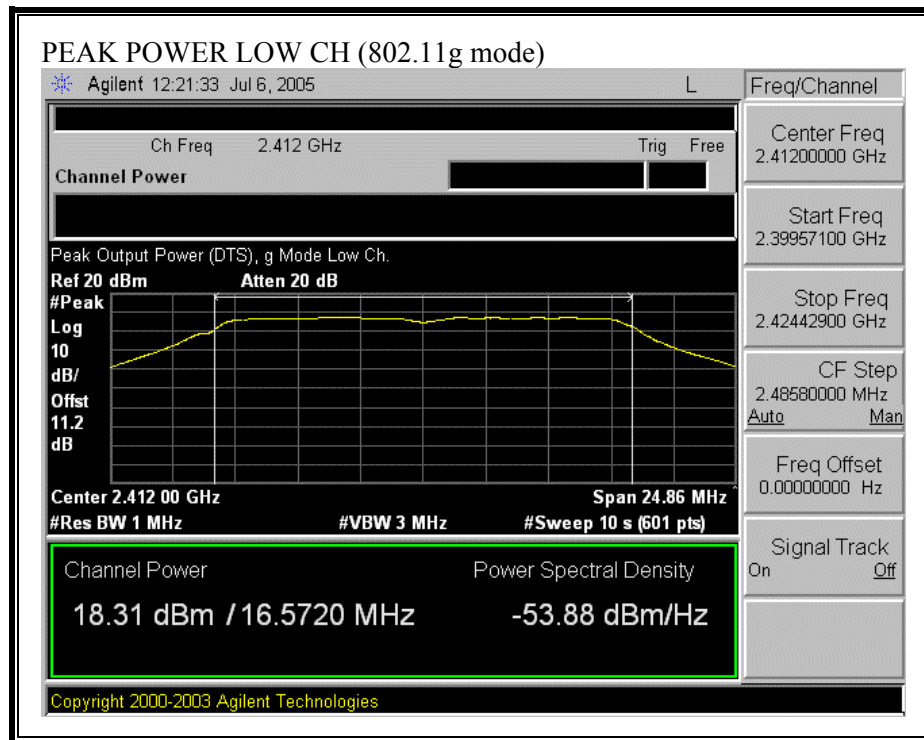 PEAK POWER LOW CH (802.11g mode)
Agilent 12:21:33 Jul 6, 2005 L
Freq/Channel
Ch Freq 2.412 GHz Trig Free
Channel Power
Peak Output Power (DTS), g Mode Low Ch.
Ref 20 dBm Atten 20 dB
#Peak
Log
10
dB/
Offst
11.2
dB
Center 2.412 00 GHz Span 24.86 MHz
#Res BW 1 MHz #VBW 3 MHz #Sweep 10 s (601 pts)
Channel Power Power Spectral Density
18.31 dBm / 16.5720 MHz -53.88 dBm/Hz
Copyright 2000-2003 Agilent Technologies
Center Freq
2.41200000 GHz
Start Freq
2.39957100 GHz
Stop Freq
2.42442900 GHz
CF Step
2.48580000 MHz
Auto Man
Freq Offset
0.00000000 Hz
Signal Track
On Off